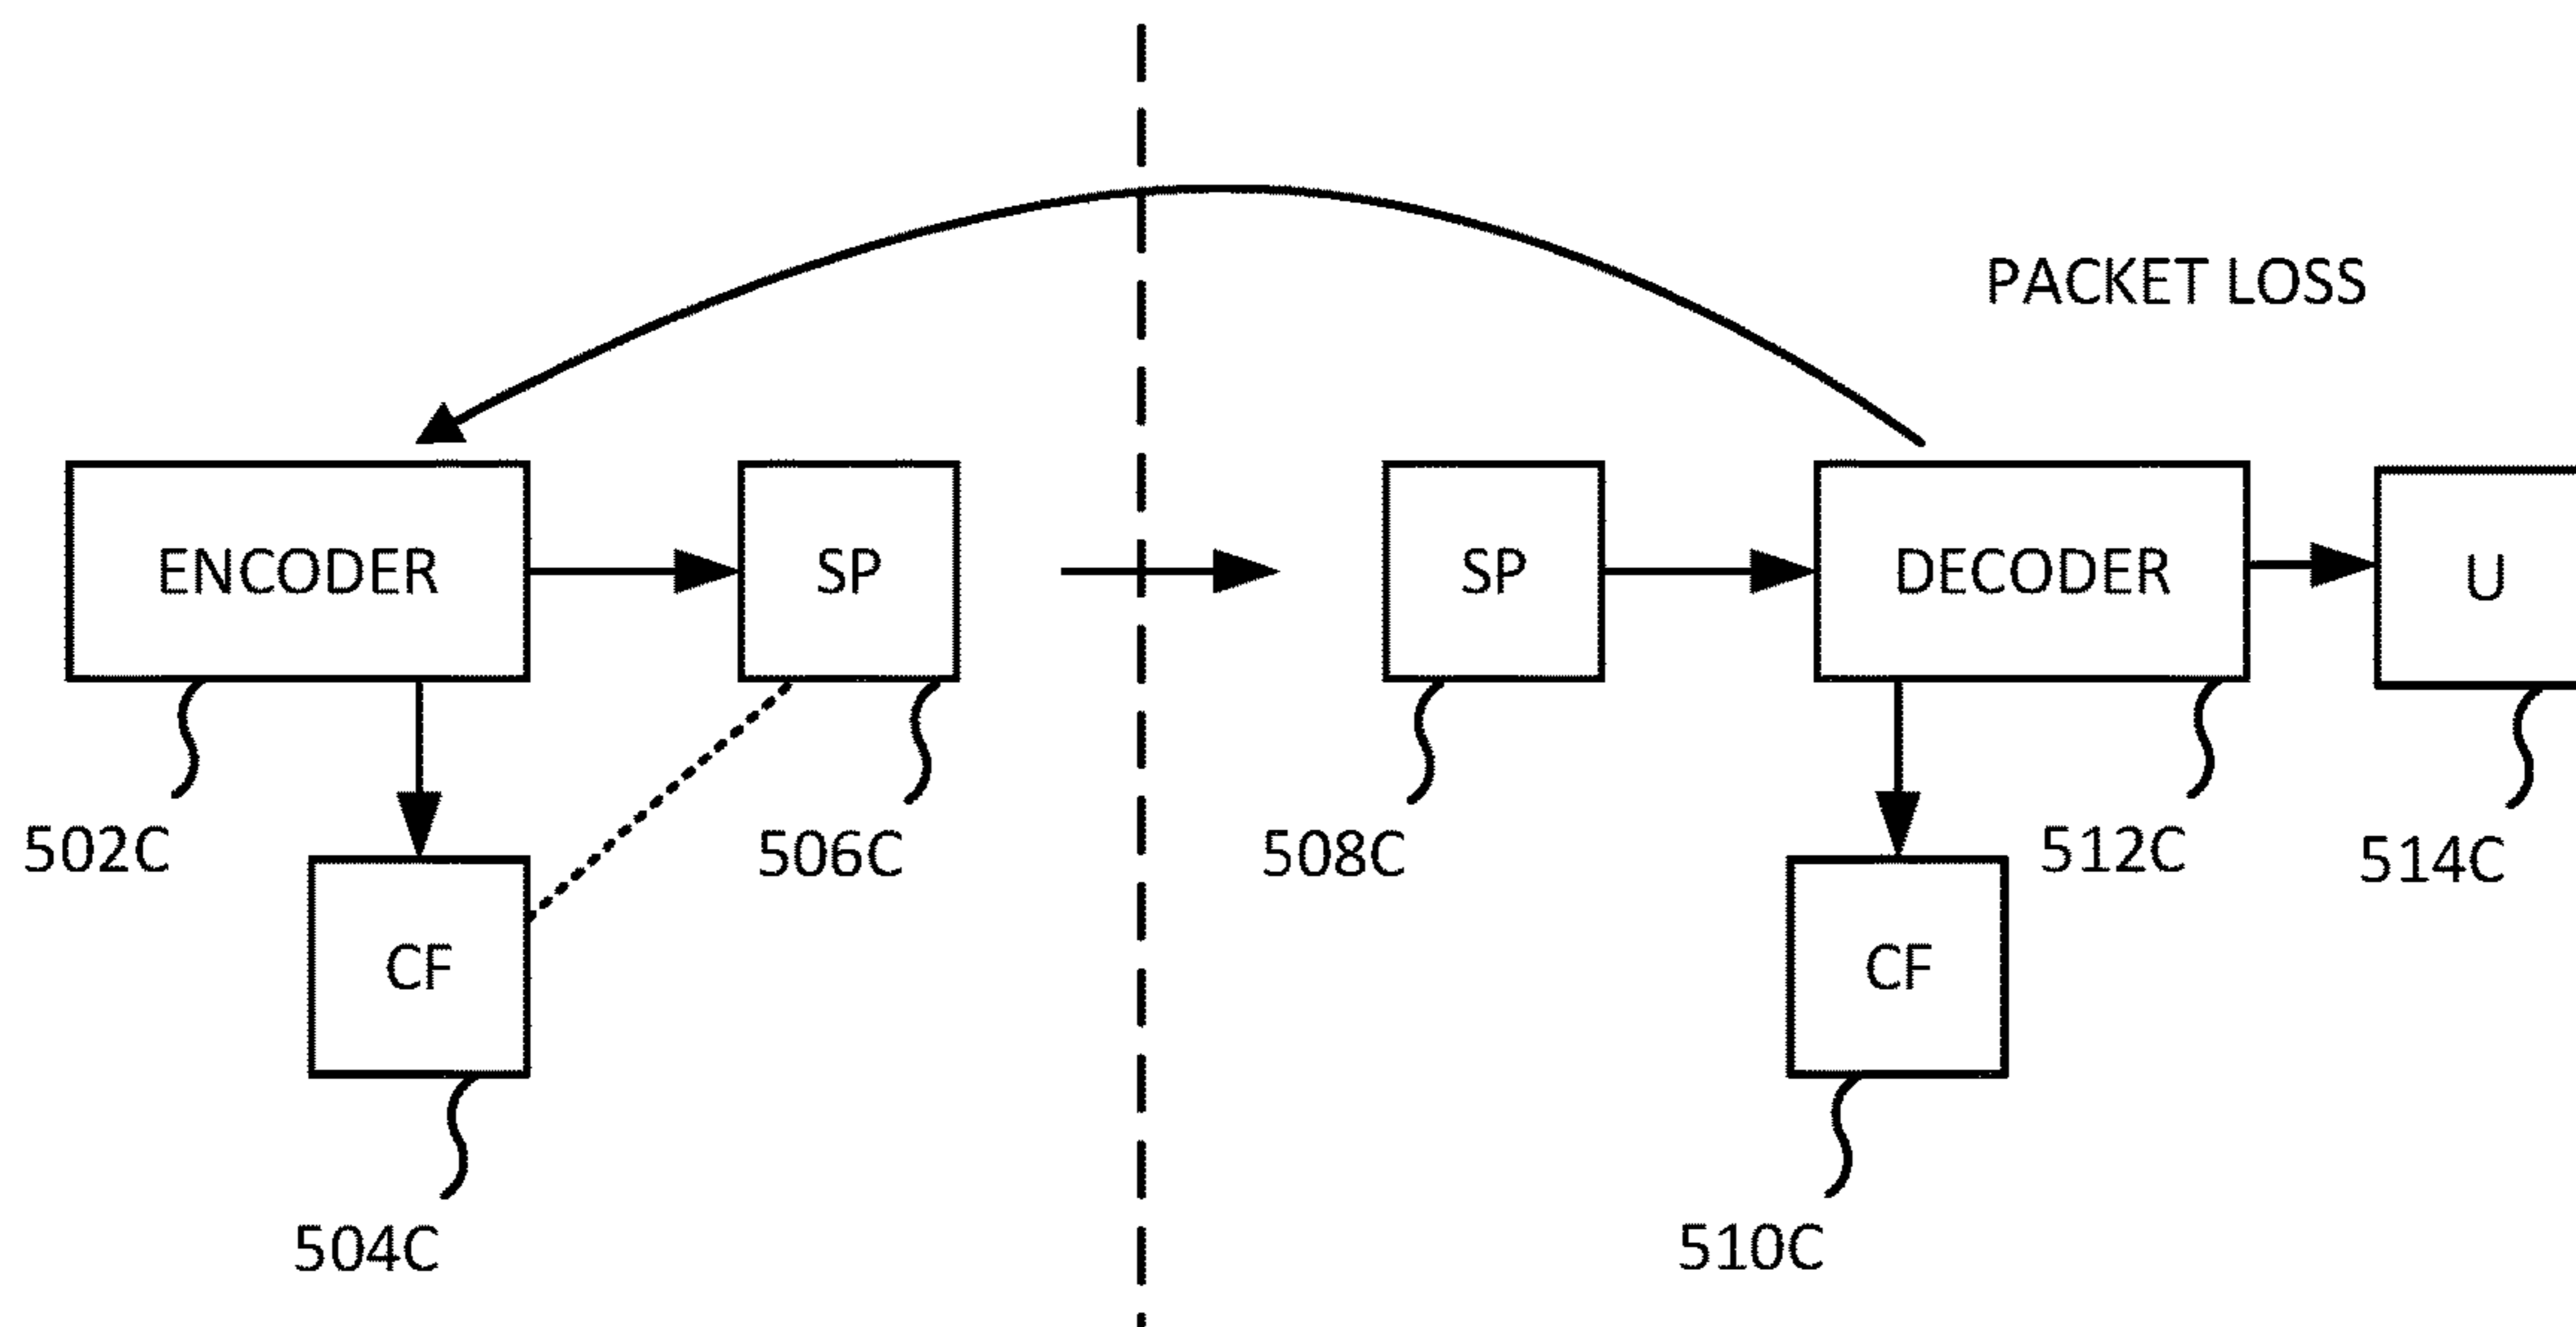 PACKET LOSS
ENCODER
SP
SP
DECODER
U
502C
506C
508C
512C
514C
CF
CF
504C
510C